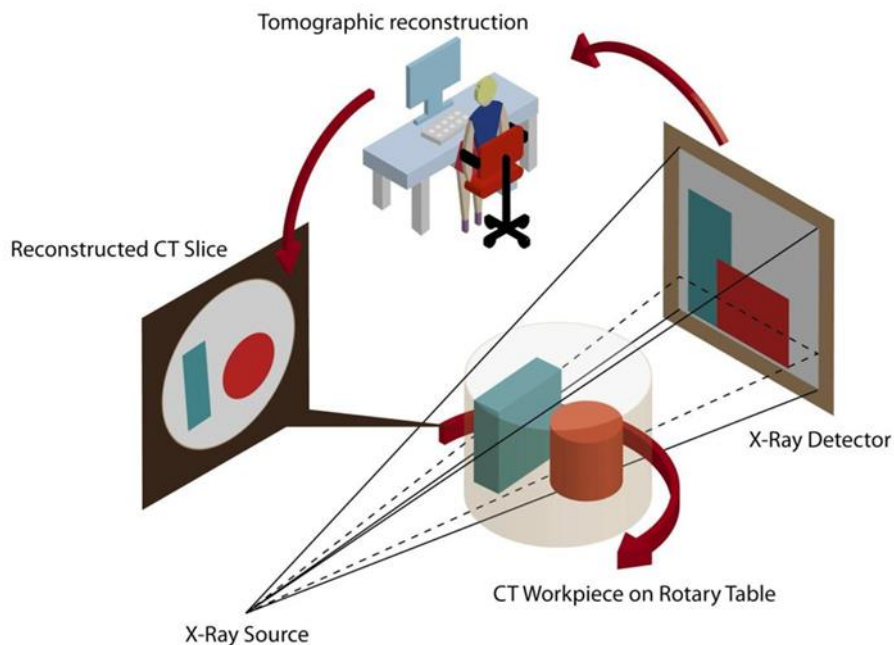 Tomographic reconstruction
Reconstructed CT Slice
X-Ray Detector
CT Workpiece on Rotary Table
X-Ray Source